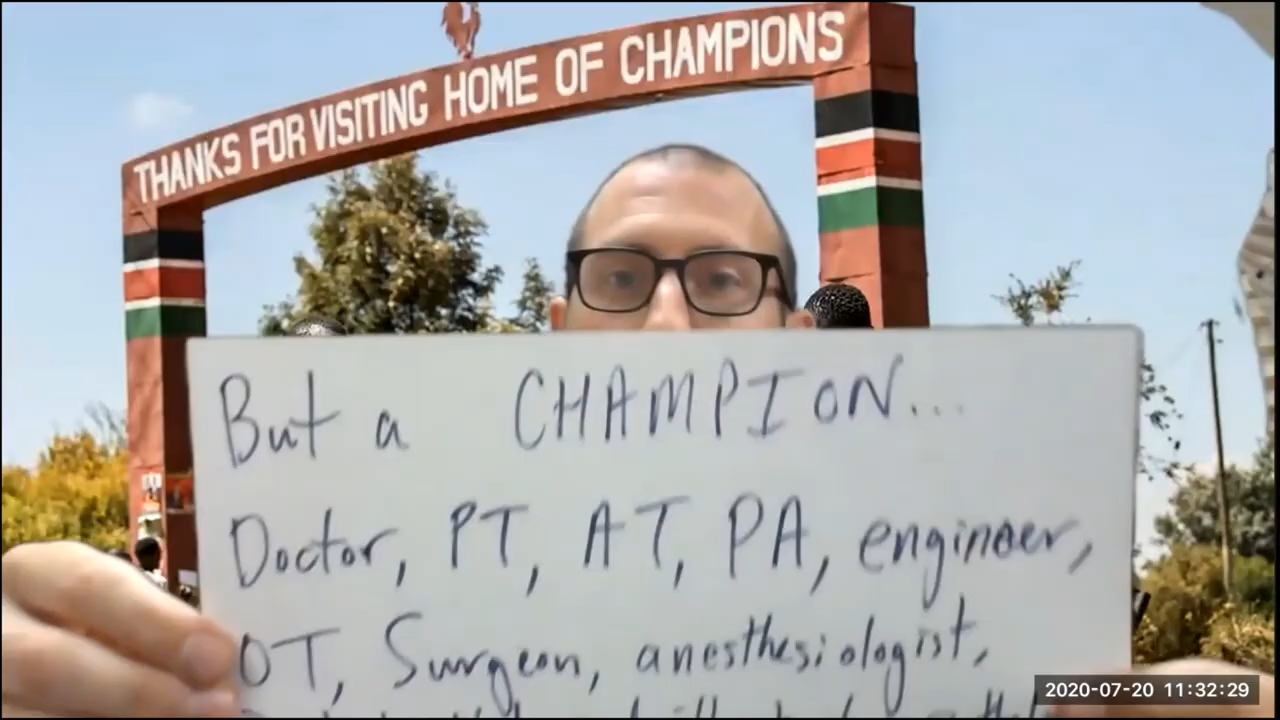 THANKS FOR VISITING HOME OF CHAMPIONS
But a CHAMPION...
Doctor, PT, AT, PA, engineer,
OT, Surgeon, anesthesiologist,
2020-07-20 11:32:29